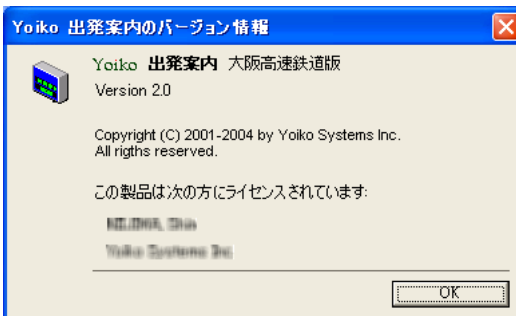 Yoiko 出発案内のバージョン情報
Yoiko 出発案内 大阪高速鉄道版
Version 2.0
Copyright (C) 2001-2004 by Yoiko Systems Inc.
All rigths reserved.
この製品は次の方にライセンスされています:
OK